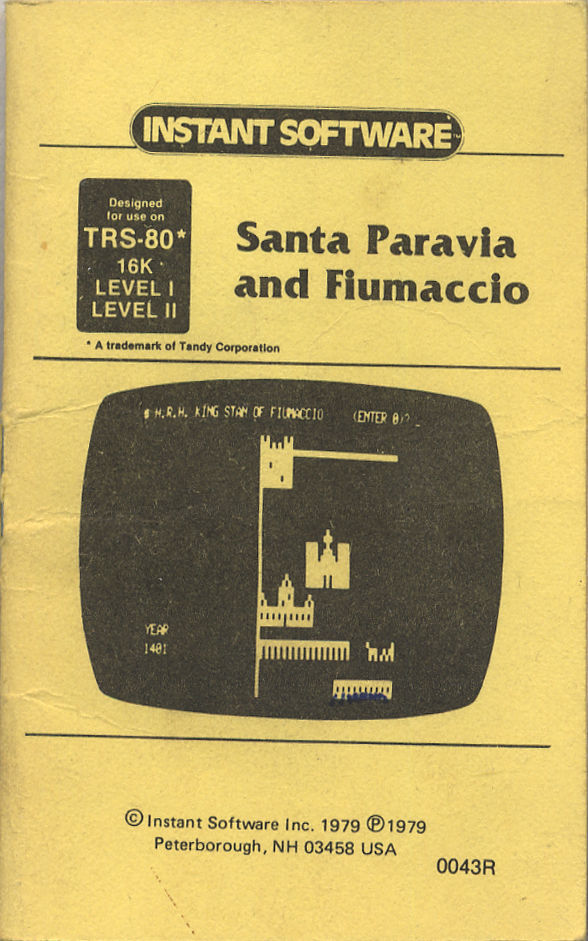 INSTANT SOFTWARE™
Designed
for use on
TRS-80*
16K
LEVEL I
LEVEL II
Santa Paravia
and Fiumaccio
* A trademark of Tandy Corporation
H.R.H. KING STAN OF FIUMACCIO (ENTER 0)? _
YEAR
1401
© Instant Software Inc. 1979 ℗ 1979
Peterborough, NH 03458 USA
0043R